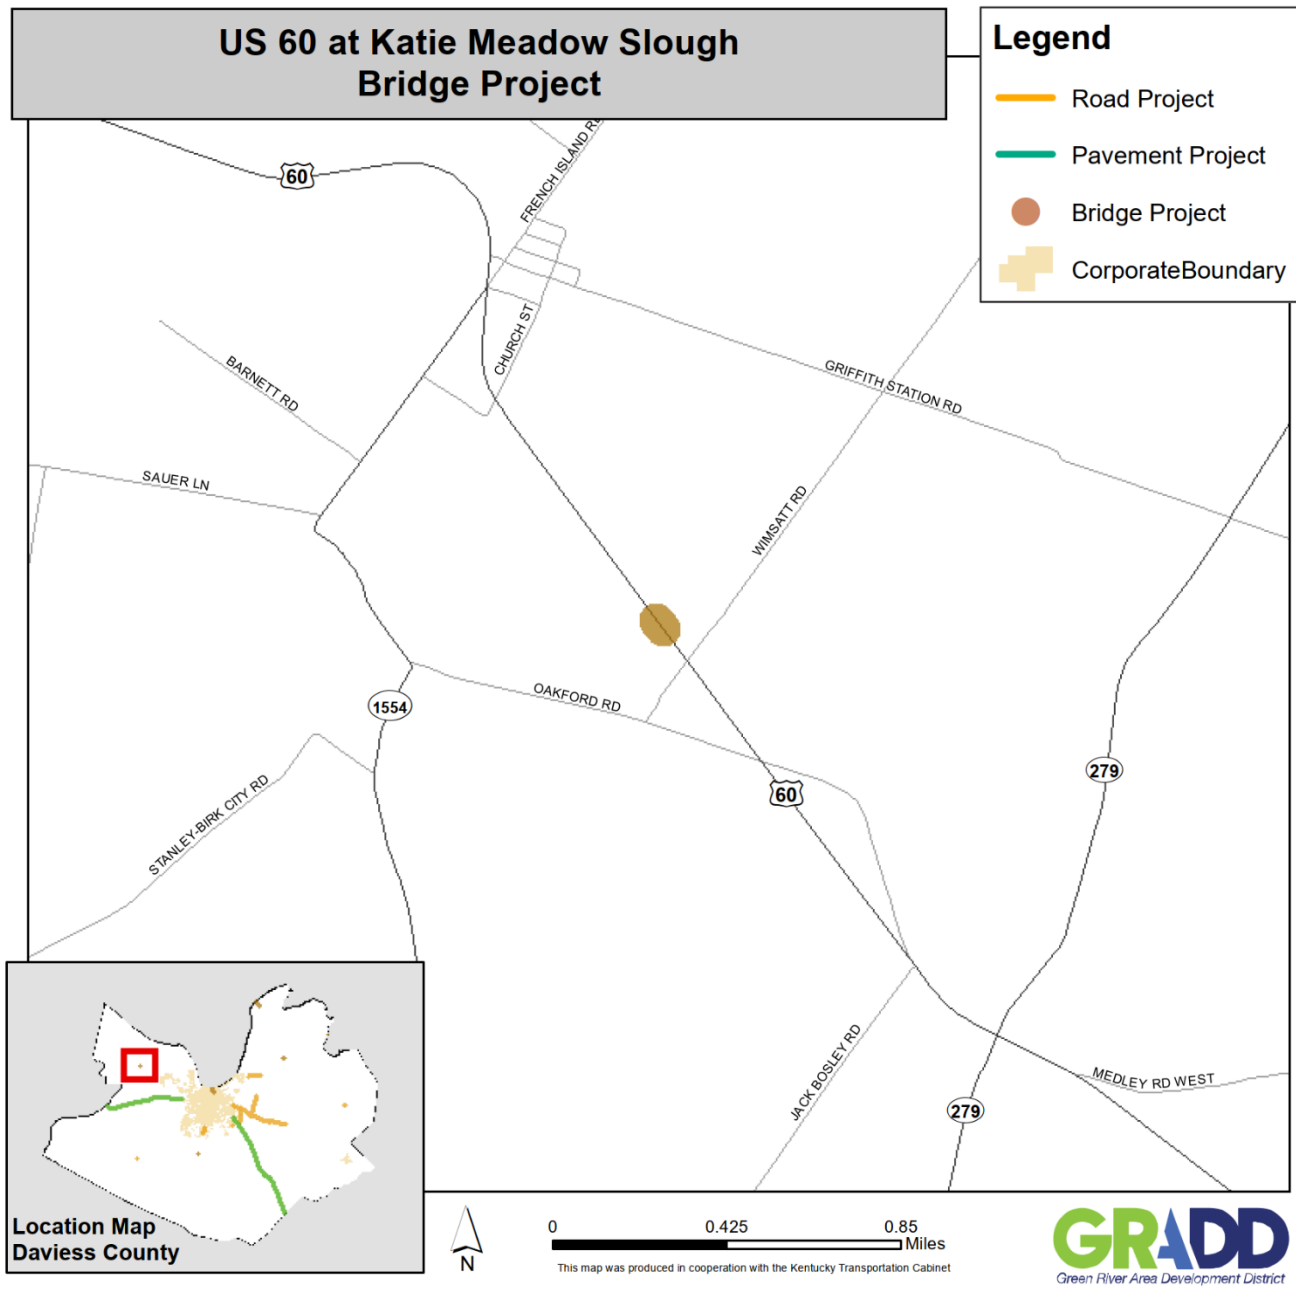 US 60 at Katie Meadow Slough
Bridge Project
Legend
Road Project
Pavement Project
Bridge Project
CorporateBoundary
60
FRENCH ISLAND RD
CHURCH ST
BARNETT RD
GRIFFITH STATION RD
SAUER LN
WIMSATT RD
OAKFORD RD
1554
60
279
STANLEY-BIRK CITY RD
JACK BOSLEY RD
MEDLEY RD WEST
279
Location Map
Daviess County
N
0 0.425 0.85
Miles
This map was produced in cooperation with the Kentucky Transportation Cabinet
GRADD
Green River Area Development District